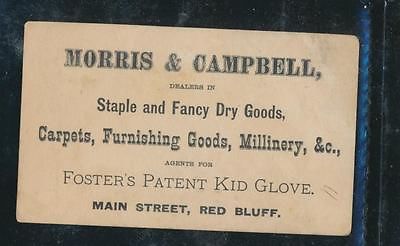 MORRIS & CAMPBELL,
DEALERS IN
Staple and Fancy Dry Goods,
Carpets, Furnishing Goods, Millinery, &c.,
AGENTS FOR
FOSTER'S PATENT KID GLOVE.
MAIN STREET, RED BLUFF.